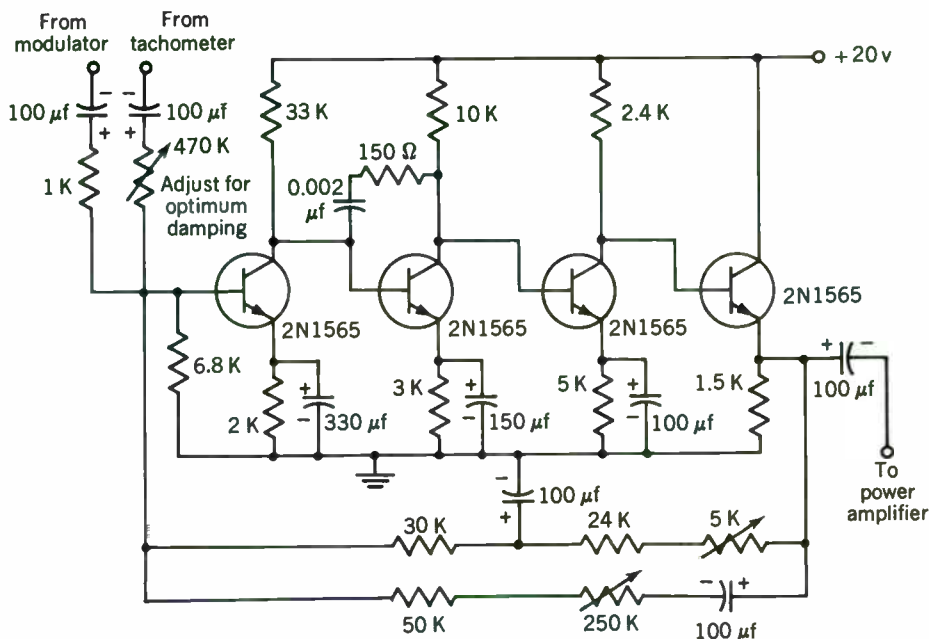 From
modulator
From
tachometer
+20 v
100 μf
100 μf
33 K
10 K
2.4 K
1 K
470 K
Adjust for
optimum
damping
150 Ω
0.002
μf
2N1565
2N1565
2N1565
2N1565
6.8 K
2 K
330 μf
3 K
150 μf
5 K
100 μf
1.5 K
100 μf
To
power
amplifier
100 μf
30 K
24 K
5 K
50 K
250 K
100 μf